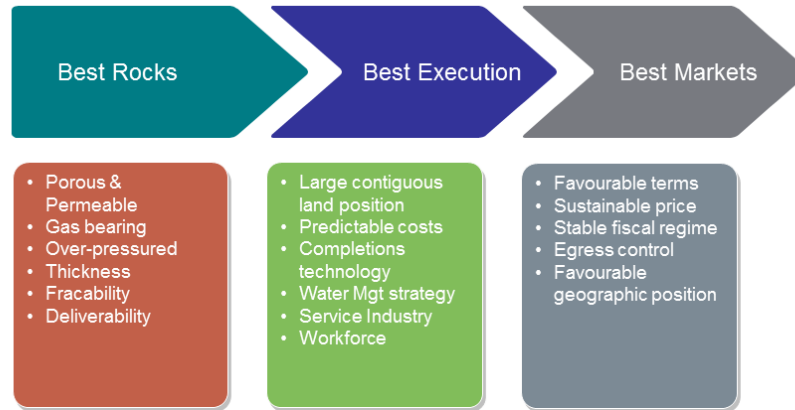 Best Rocks
Best Execution
Best Markets
• Porous &
Permeable
• Gas bearing
• Over-pressured
• Thickness
• Fracability
• Deliverability
• Large contiguous
land position
• Predictable costs
• Completions
technology
• Water Mgt strategy
• Service Industry
• Workforce
• Favourable terms
• Sustainable price
• Stable fiscal regime
• Egress control
• Favourable
geographic position